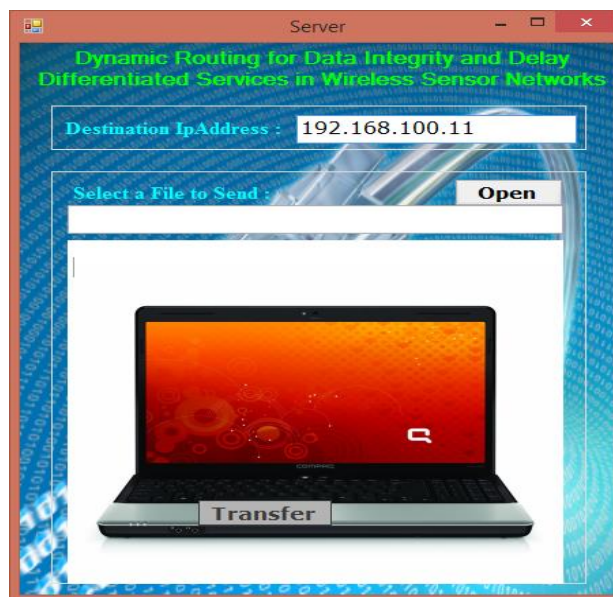 Server
Dynamic Routing for Data Integrity and Delay
Differentiated Services in Wireless Sensor Networks
Destination IpAddress : 192.168.100.11
Select a File to Send : Open
COMPAQ
Transfer